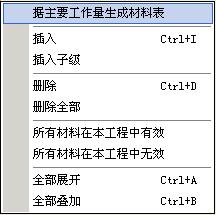 据主要工作量生成材料表
插入 Ctrl+I
插入子级
删除 Ctrl+D
删除全部
所有材料在本工程中有效
所有材料在本工程中无效
全部展开 Ctrl+A
全部叠加 Ctrl+B